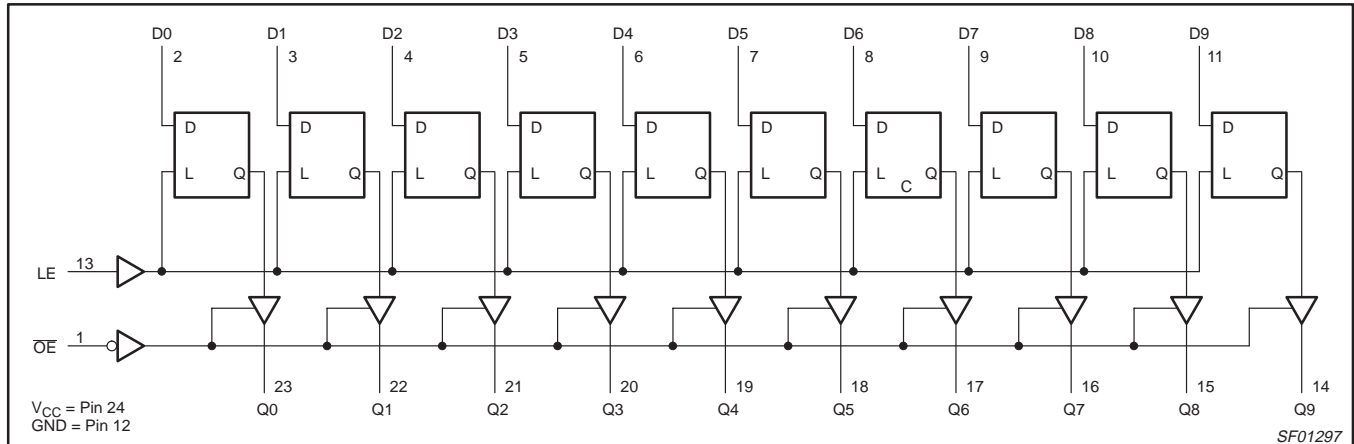 D0 D1 D2 D3 D4 D5 D6 D7 D8 D9
2 3 4 5 6 7 8 9 10 11
D D D D D D D D D D
L Q L Q L Q L Q L Q L Q L Q L Q L Q L Q
C
LE 13
OE 1
23 22 21 20 19 18 17 16 15 14
Q0 Q1 Q2 Q3 Q4 Q5 Q6 Q7 Q8 Q9
VCC = Pin 24
GND = Pin 12
SF01297